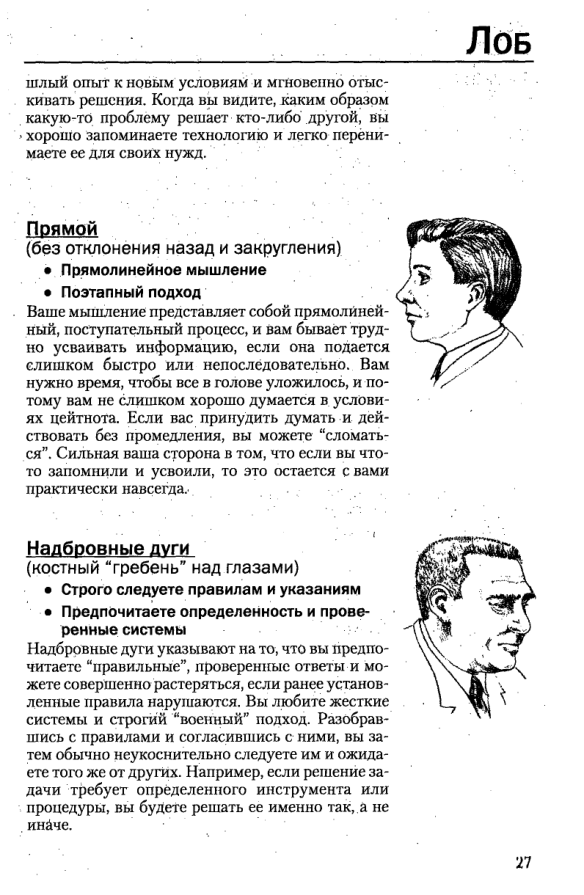 Лоб
шлый опыт к новым условиям и мгновенно отыс-
кивать решения. Когда вы видите, каким образом
какую-то проблему решает кто-либо другой, вы
хорошо запоминаете технологию и легко перени-
маете ее для своих нужд.
Прямой
(без отклонения назад и закругления)
• Прямолинейное мышление
• Поэтапный подход
Ваше мышление представляет собой прямолиней-
ный, поступательный процесс, и вам бывает труд-
но усваивать информацию, если она подается
слишком быстро или непоследовательно. Вам
нужно время, чтобы все в голове уложилось, и по-
тому вам не слишком хорошо думается в услови-
ях цейтнота. Если вас принудить думать и дей-
ствовать без промедления, вы можете “сломать-
ся”. Сильная ваша сторона в том, что если вы что-
то запомнили и усвоили, то это остается с вами
практически навсегда.
Надбровные дуги
(костный “гребень” над глазами)
• Строго следуете правилам и указаниям
• Предпочитаете определенность и прове-
ренные системы
Надбровные дуги указывают на то, что вы предпо-
читаете “правильные”, проверенные ответы и мо-
жете совершенно растеряться, если ранее установ-
ленные правила нарушаются. Вы любите жесткие
системы и строгий “военный” подход. Разобрав-
шись с правилами и согласившись с ними, вы за-
тем обычно неукоснительно следуете им и ожида-
ете того же от других. Например, если решение за-
дачи требует определенного инструмента или
процедуры, вы будете решать ее именно так, а не
иначе.
27